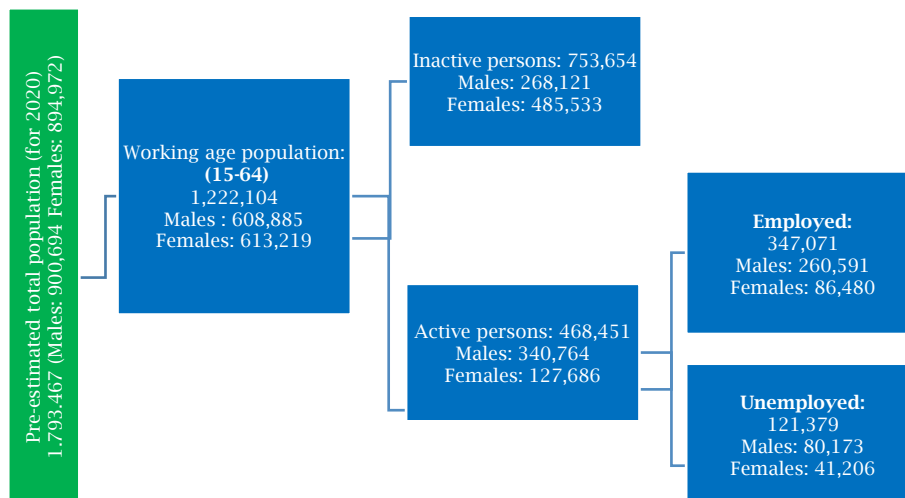 Pre-estimated total population (for 2020)
1.793.467 (Males: 900,694 Females: 894,972)
Working age population:
(15-64)
1,222,104
Males : 608,885
Females: 613,219
Inactive persons: 753,654
Males: 268,121
Females: 485,533
Active persons: 468,451
Males: 340,764
Females: 127,686
Employed:
347,071
Males: 260,591
Females: 86,480
Unemployed:
121,379
Males: 80,173
Females: 41,206